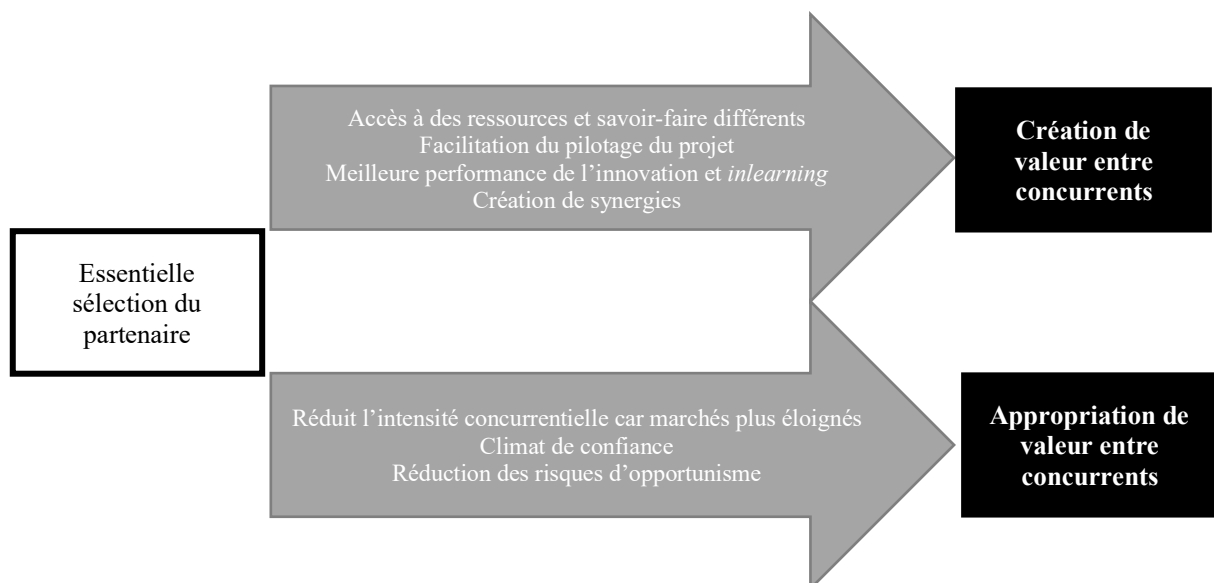 Essentielle
sélection du
partenaire
Accès à des ressources et savoir-faire différents
Facilitation du pilotage du projet
Meilleure performance de l’innovation et inlearning
Création de synergies
Création de
valeur entre
concurrents
Réduit l’intensité concurrentielle car marchés plus éloignés
Climat de confiance
Réduction des risques d’opportunisme
Appropriation de
valeur entre
concurrents